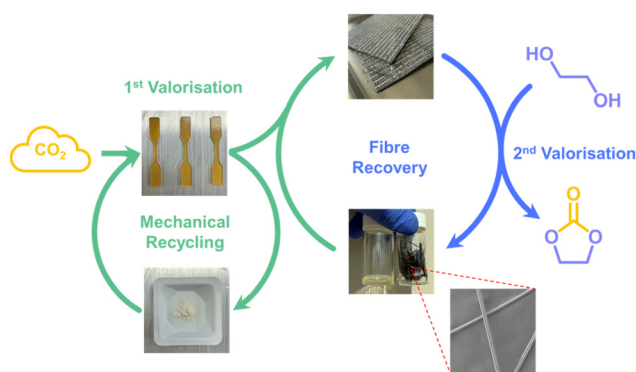 1st Valorisation
CO2
Mechanical
Recycling
Fibre
Recovery
HO
OH
2nd Valorisation
O
O
O